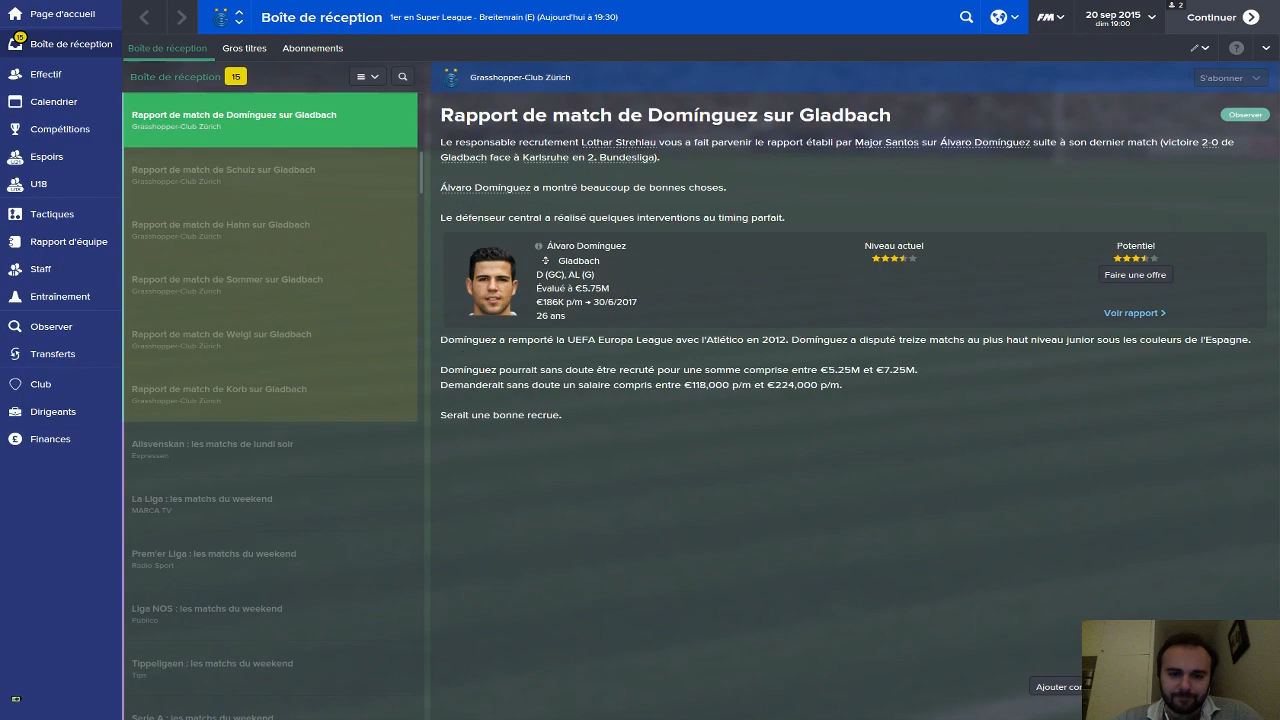 Page d'accueil
15
Boîte de réception
Effectif
Calendrier
Compétitions
Espoirs
U18
Tactiques
Rapport d'équipe
Staff
Entraînement
Observer
Transferts
Club
Dirigeants
Finances
Boîte de réception
1er en Super League - Breitenrain (E) (Aujourd'hui à 19:30)
FM
20 sep 2015
dim 19:00
2
Continuer
Boîte de réception
Gros titres
Abonnements
?
Boîte de réception
15
Rapport de match de Domínguez sur Gladbach
Grasshopper-Club Zürich
Rapport de match de Schulz sur Gladbach
Grasshopper-Club Zürich
Rapport de match de Hahn sur Gladbach
Grasshopper-Club Zürich
Rapport de match de Sommer sur Gladbach
Grasshopper-Club Zürich
Rapport de match de Weigl sur Gladbach
Grasshopper-Club Zürich
Rapport de match de Korb sur Gladbach
Grasshopper-Club Zürich
Allsvenskan : les matchs de lundi soir
Expressen
La Liga : les matchs du weekend
MARCA TV
Prem'er Liga : les matchs du weekend
Radio Sport
Liga NOS : les matchs du weekend
Público
Tippeligaen : les matchs du weekend
Tips
Serie A : les matchs du weekend
Grasshopper-Club Zürich
S'abonner
Rapport de match de Domínguez sur Gladbach
Observer
Le responsable recrutement Lothar Strehlau vous a fait parvenir le rapport établi par Major Santos sur Álvaro Domínguez suite à son dernier match (victoire 2-0 de
Gladbach face à Karlsruhe en 2. Bundesliga).
Álvaro Domínguez a montré beaucoup de bonnes choses.
Le défenseur central a réalisé quelques interventions au timing parfait.
Álvaro Domínguez
Gladbach
D (GC), AL (G)
Évalué à €5.75M
€186K p/m → 30/6/2017
26 ans
Niveau actuel
Potentiel
Faire une offre
Voir rapport >
Domínguez a remporté la UEFA Europa League avec l'Atlético en 2012. Domínguez a disputé treize matchs au plus haut niveau junior sous les couleurs de l'Espagne.
Domínguez pourrait sans doute être recruté pour une somme comprise entre €5.25M et €7.25M.
Demanderait sans doute un salaire compris entre €118,000 p/m et €224,000 p/m.
Serait une bonne recrue.
Ajouter con